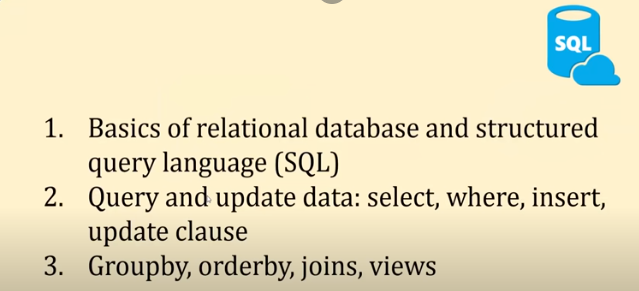 SQL
1. Basics of relational database and structured
query language (SQL)
2. Query and update data: select, where, insert,
update clause
3. Groupby, orderby, joins, views